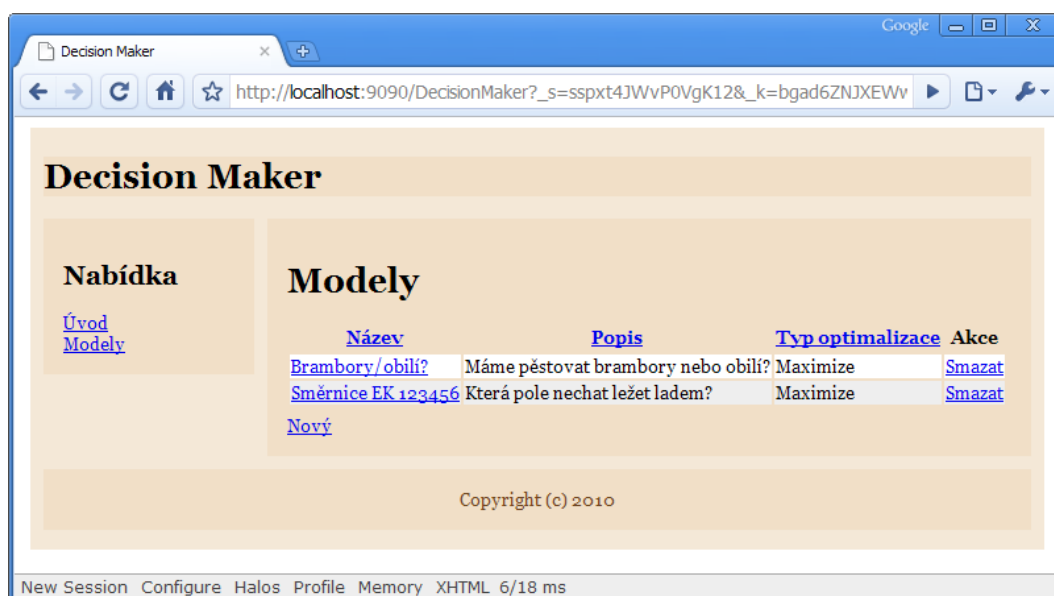 Google
Decision Maker
http://localhost:9090/DecisionMaker?_s=sspxt4JWvP0VgK12&_k=bgad6ZNJXEWv
Decision Maker
Nabídka
Úvod
Modely
Modely
Název Popis Typ optimalizace Akce
Brambory/obilí? Máme pěstovat brambory nebo obilí? Maximize Smazat
Směrnice EK 123456 Která pole nechat ležet ladem? Maximize Smazat
Nový
Copyright (c) 2010
New Session Configure Halos Profile Memory XHTML 6/18 ms